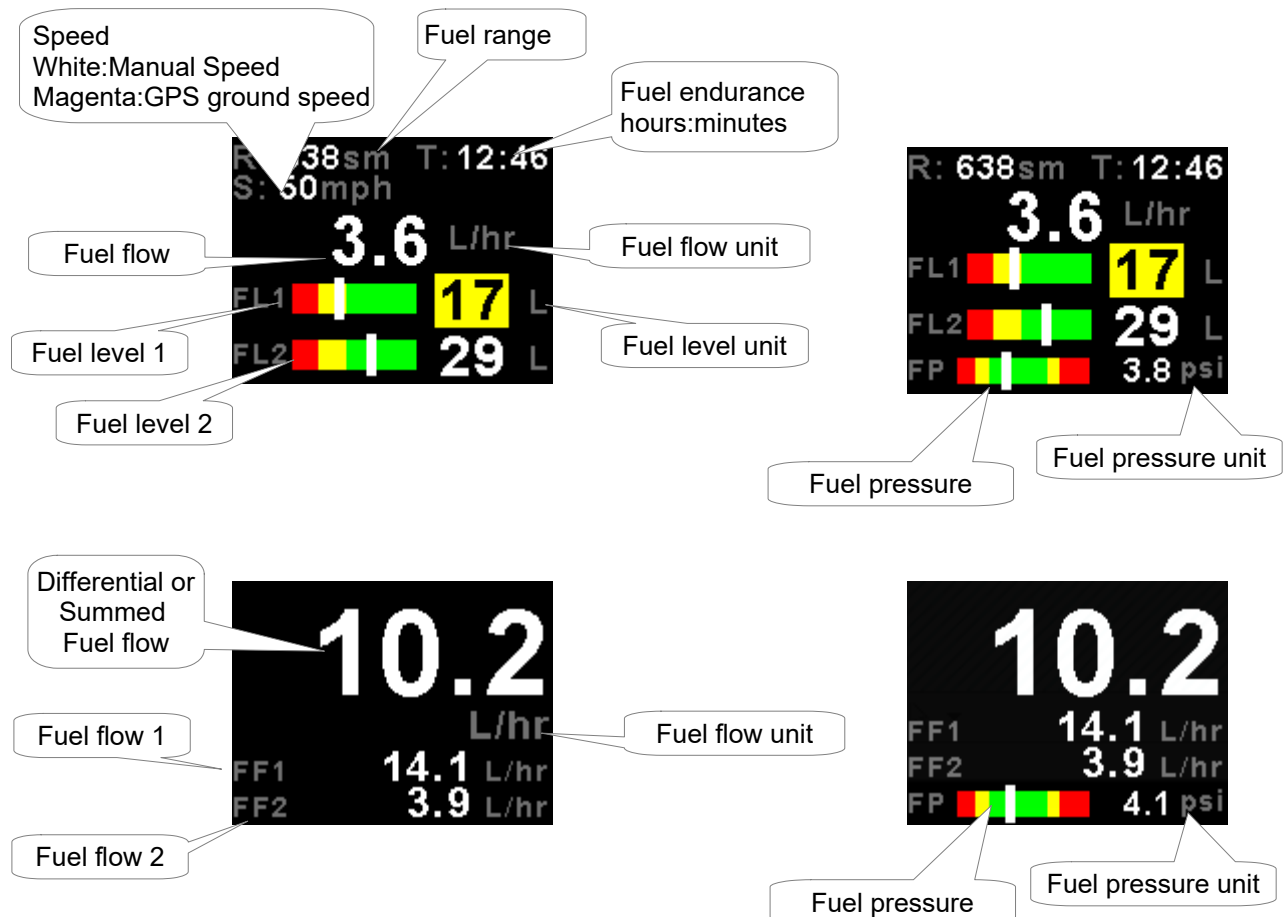 Speed
White:Manual Speed
Magenta:GPS ground speed
Fuel range
Fuel endurance
hours:minutes
R: 638sm T: 12:46
S: 50mph
3.6 L/hr
FL1 17 L
FL2 29 L
Fuel flow
Fuel flow unit
Fuel level 1
Fuel level unit
Fuel level 2
R: 638sm T: 12:46
3.6 L/hr
FL1 17 L
FL2 29 L
FP 3.8 psi
Fuel pressure unit
Fuel pressure
Differential or
Summed
Fuel flow
10.2
L/hr
FF1 14.1 L/hr
FF2 3.9 L/hr
Fuel flow 1
Fuel flow unit
Fuel flow 2
10.2
FF1 14.1 L/hr
FF2 3.9 L/hr
FP 4.1 psi
Fuel pressure unit
Fuel pressure